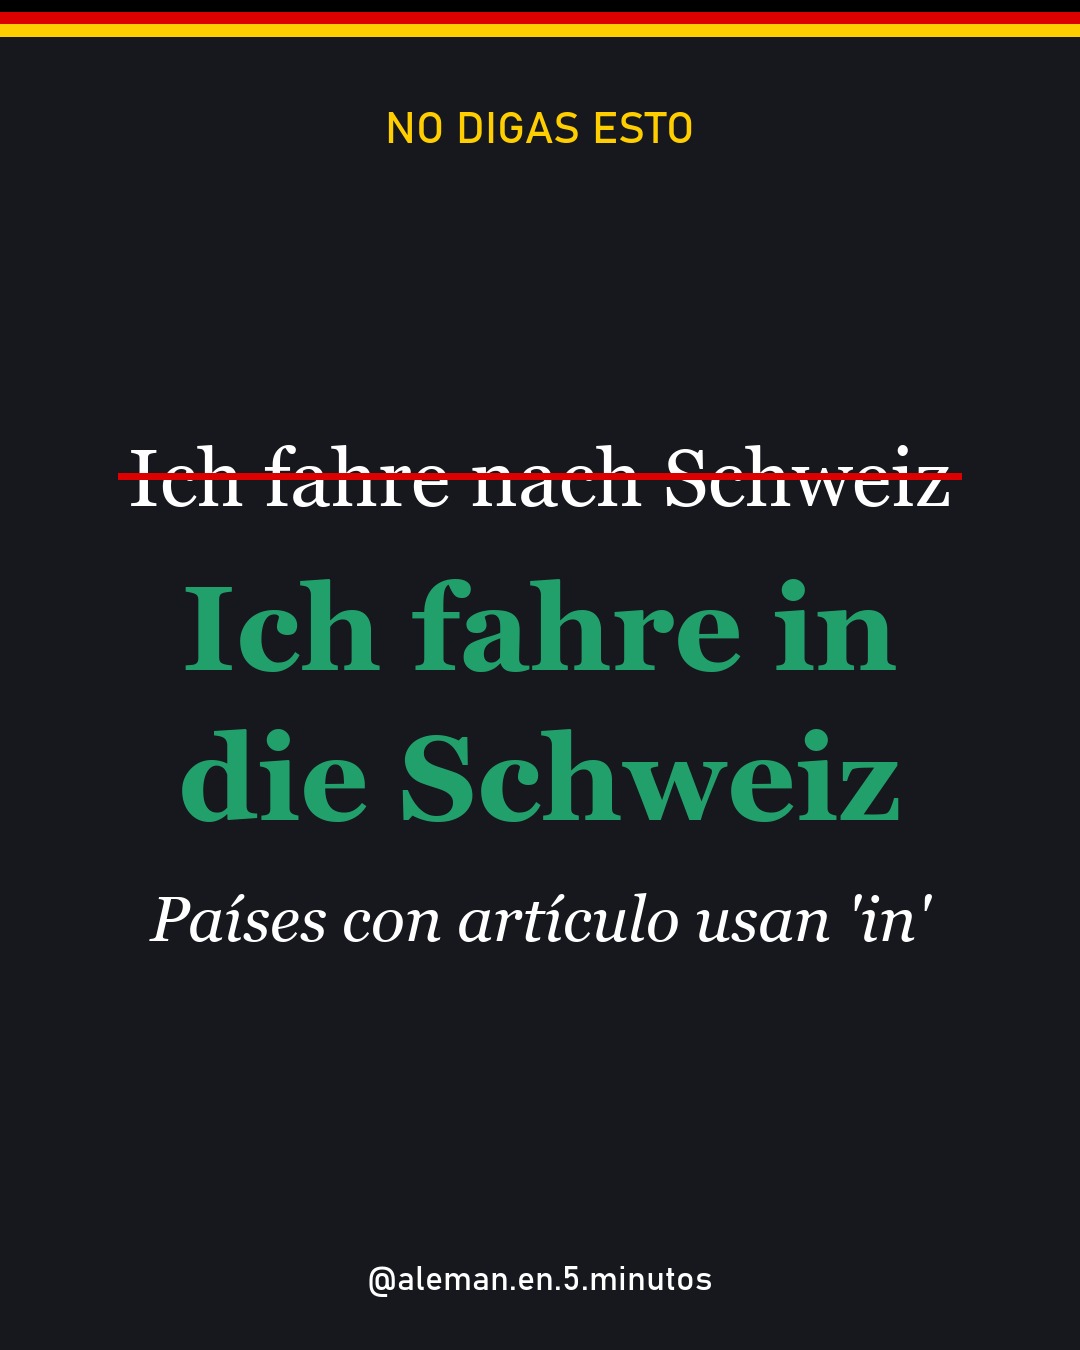 NO DIGAS ESTO
Ich fahre nach Schweiz
Ich fahre in
die Schweiz
Países con artículo usan 'in'
@aleman.en.5.minutos